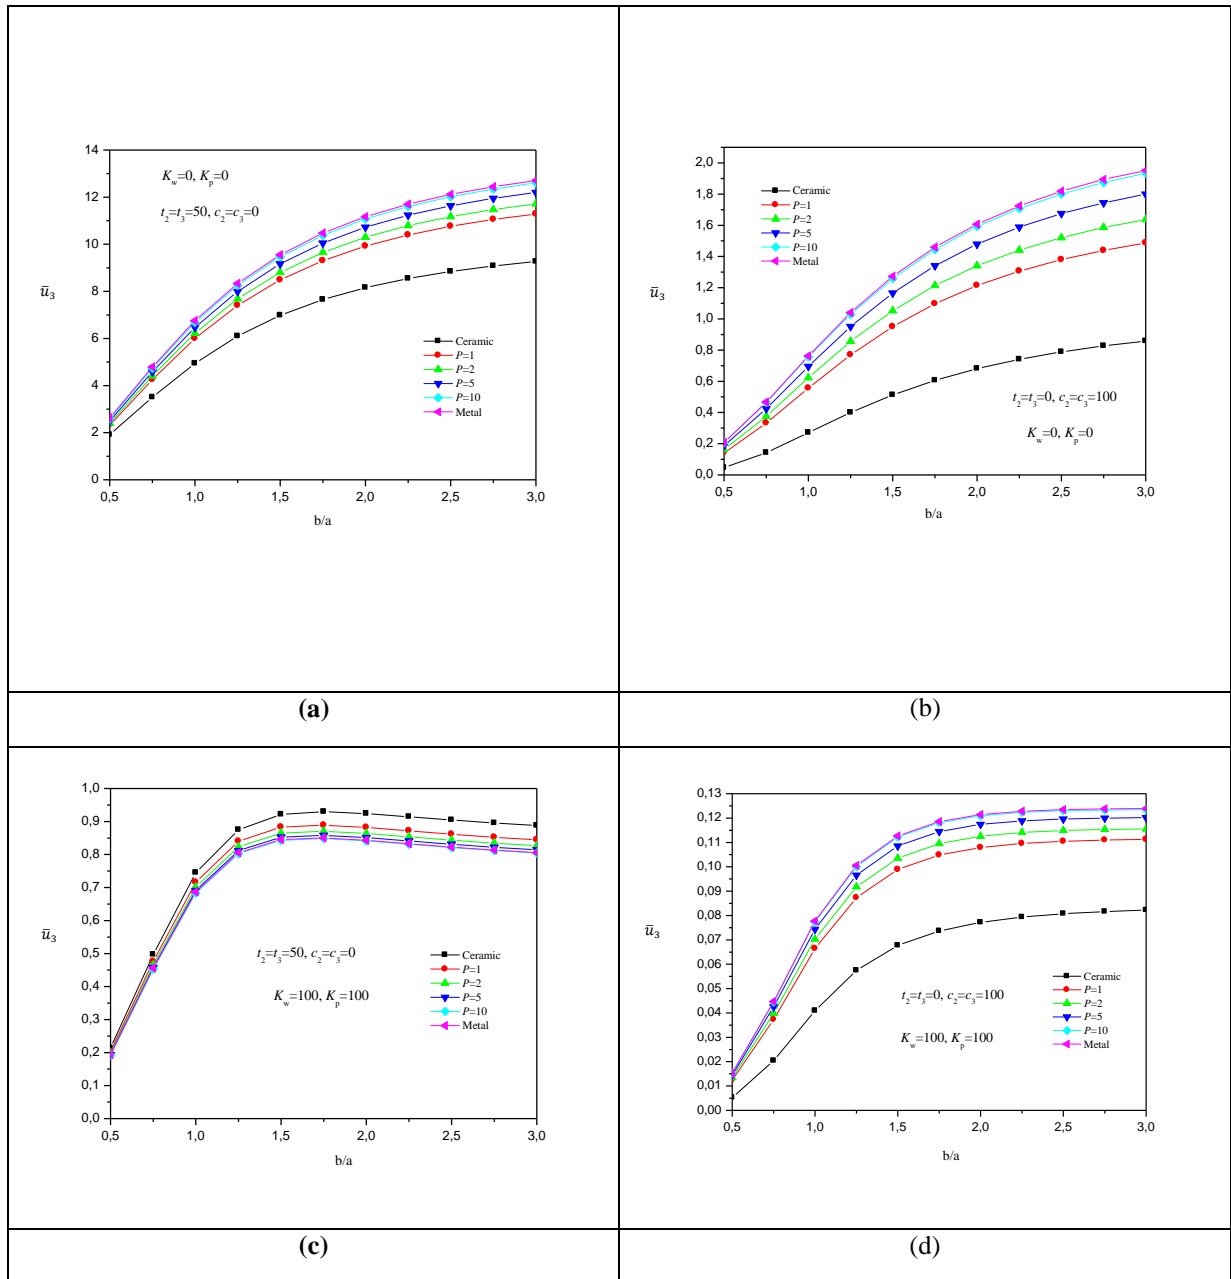 14
12
10
8
6
4
2
0
ū₃
K_w=0, K_p=0
t₂=t₃=50, c₂=c₃=0
Ceramic
P=1
P=2
P=5
P=10
Metal
0,5 1,0 1,5 2,0 2,5 3,0
b/a
(a)
2,0
1,8
1,6
1,4
1,2
1,0
0,8
0,6
0,4
0,2
0,0
ū₃
Ceramic
P=1
P=2
P=5
P=10
Metal
t₂=t₃=0, c₂=c₃=100
K_w=0, K_p=0
0,5 1,0 1,5 2,0 2,5 3,0
b/a
(b)
1,0
0,9
0,8
0,7
0,6
0,5
0,4
0,3
0,2
0,1
0,0
ū₃
t₂=t₃=50, c₂=c₃=0
K_w=100, K_p=100
Ceramic
P=1
P=2
P=5
P=10
Metal
0,5 1,0 1,5 2,0 2,5 3,0
b/a
(c)
0,13
0,12
0,11
0,10
0,09
0,08
0,07
0,06
0,05
0,04
0,03
0,02
0,01
0,00
ū₃
t₂=t₃=0, c₂=c₃=100
K_w=100, K_p=100
Ceramic
P=1
P=2
P=5
P=10
Metal
0,5 1,0 1,5 2,0 2,5 3,0
b/a
(d)